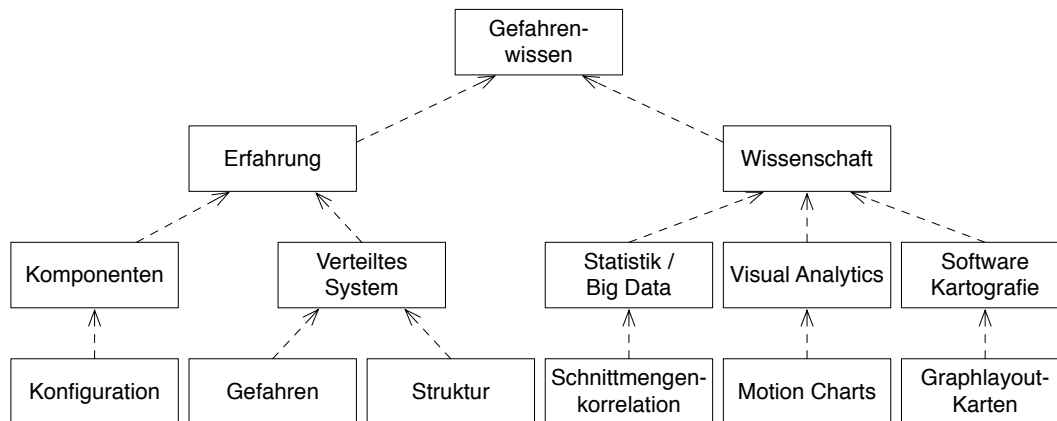 Gefahren-
wissen
Erfahrung
Wissenschaft
Komponenten
Verteiltes
System
Statistik /
Big Data
Visual Analytics
Software
Kartografie
Konfiguration
Gefahren
Struktur
Schnittmengen-
korrelation
Motion Charts
Graphlayout-
Karten